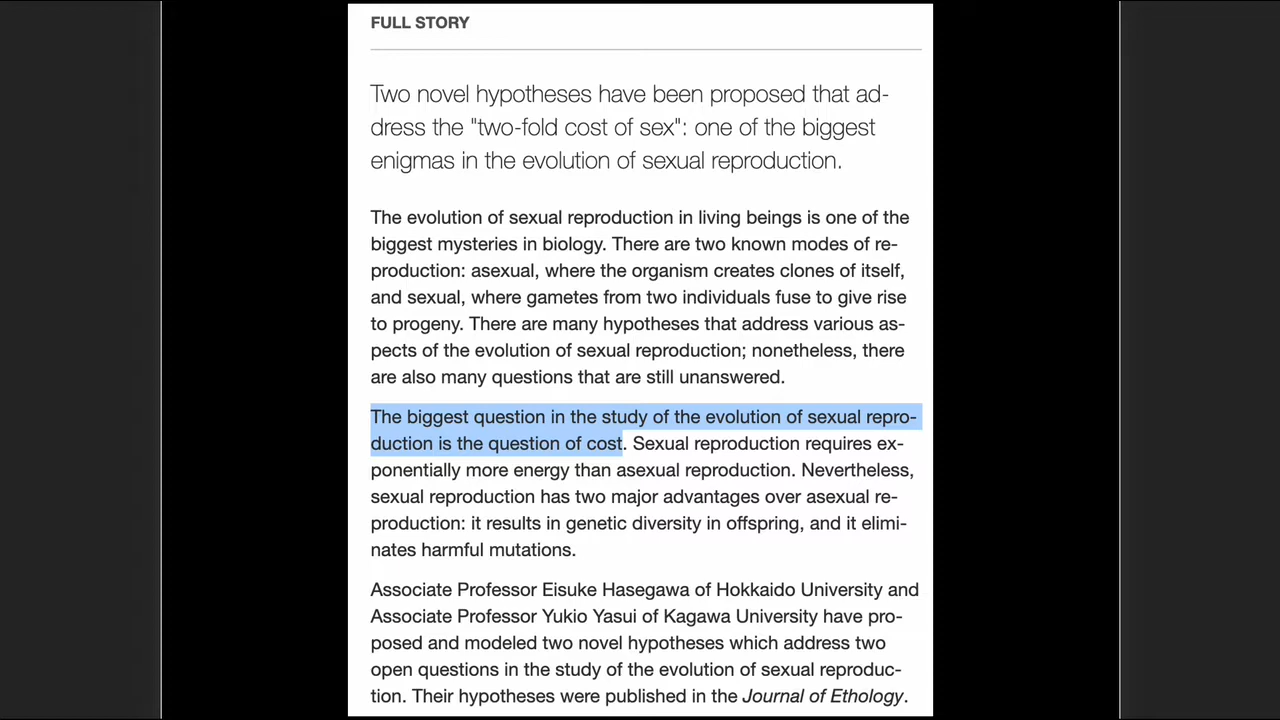 FULL STORY
Two novel hypotheses have been proposed that ad-
dress the "two-fold cost of sex": one of the biggest
enigmas in the evolution of sexual reproduction.
The evolution of sexual reproduction in living beings is one of the
biggest mysteries in biology. There are two known modes of re-
production: asexual, where the organism creates clones of itself,
and sexual, where gametes from two individuals fuse to give rise
to progeny. There are many hypotheses that address various as-
pects of the evolution of sexual reproduction; nonetheless, there
are also many questions that are still unanswered.
The biggest question in the study of the evolution of sexual repro-
duction is the question of cost. Sexual reproduction requires ex-
ponentially more energy than asexual reproduction. Nevertheless,
sexual reproduction has two major advantages over asexual re-
production: it results in genetic diversity in offspring, and it elimi-
nates harmful mutations.
Associate Professor Eisuke Hasegawa of Hokkaido University and
Associate Professor Yukio Yasui of Kagawa University have pro-
posed and modeled two novel hypotheses which address two
open questions in the study of the evolution of sexual reproduc-
tion. Their hypotheses were published in the Journal of Ethology.